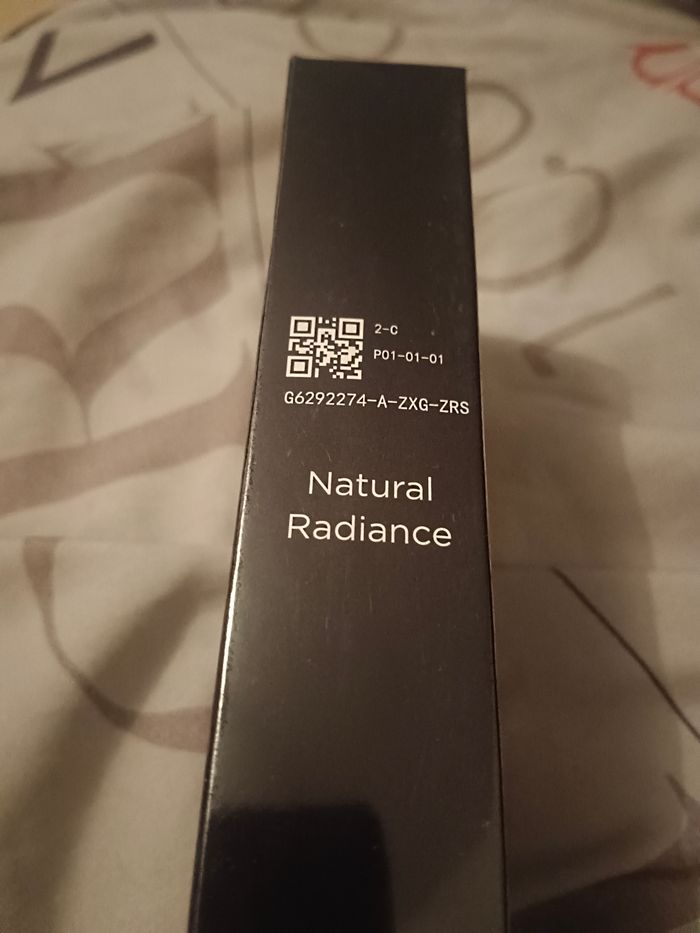 2-C
P01-01-01
G6292274-A-ZXG-ZRS
Natural
Radiance